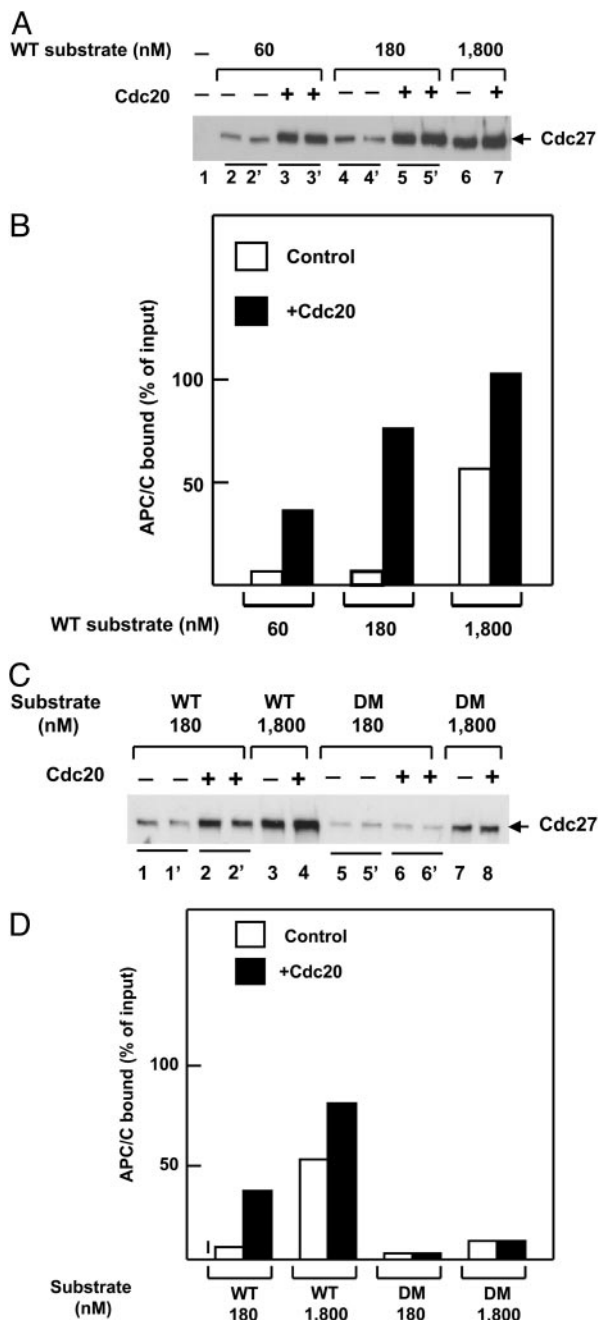 A
WT substrate (nM) – 60 180 1,800
Cdc20 – – – + + – – + + – +
Cdc27
1 2 2' 3 3' 4 4' 5 5' 6 7
B
Control
+Cdc20
APC/C bound (% of input)
100
50
WT substrate (nM) 60 180 1,800
C
Substrate WT WT DM DM
(nM) 180 1,800 180 1,800
Cdc20 – – + + – + – – + + – +
Cdc27
1 1' 2 2' 3 4 5 5' 6 6' 7 8
D
Control
+Cdc20
APC/C bound (% of input)
100
50
Substrate WT WT DM DM
(nM) 180 1,800 180 1,800